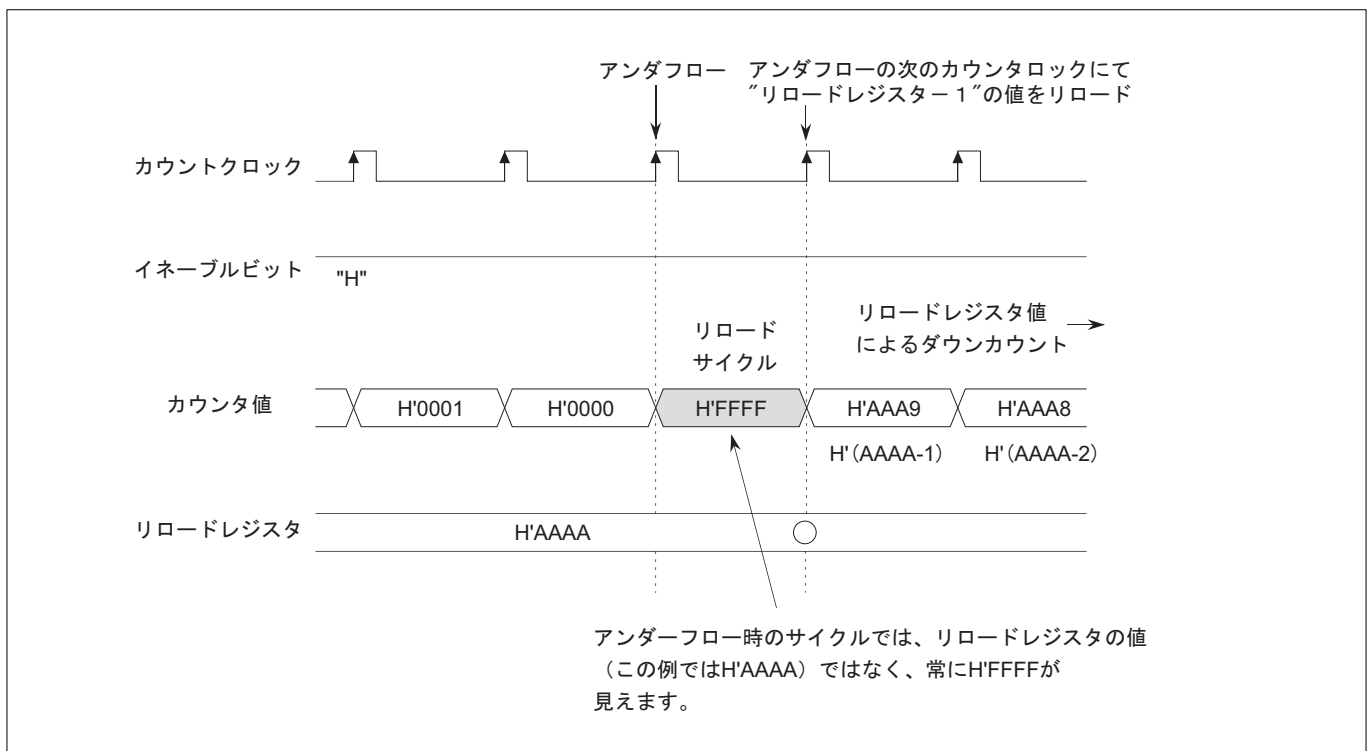 アンダフロー
アンダフローの次のカウンタロックにて
″リロードレジスタ－１″の値をリロード
カウントクロック
イネーブルビット
"H"
リロード
サイクル
リロードレジスタ値
によるダウンカウント
カウンタ値
H'0001
H'0000
H'FFFF
H'AAA9
H'AAA8
H'(AAAA-1)
H'(AAAA-2)
リロードレジスタ
H'AAAA
アンダーフロー時のサイクルでは、リロードレジスタの値
（この例ではH'AAAA）ではなく、常にH'FFFFが
見えます。